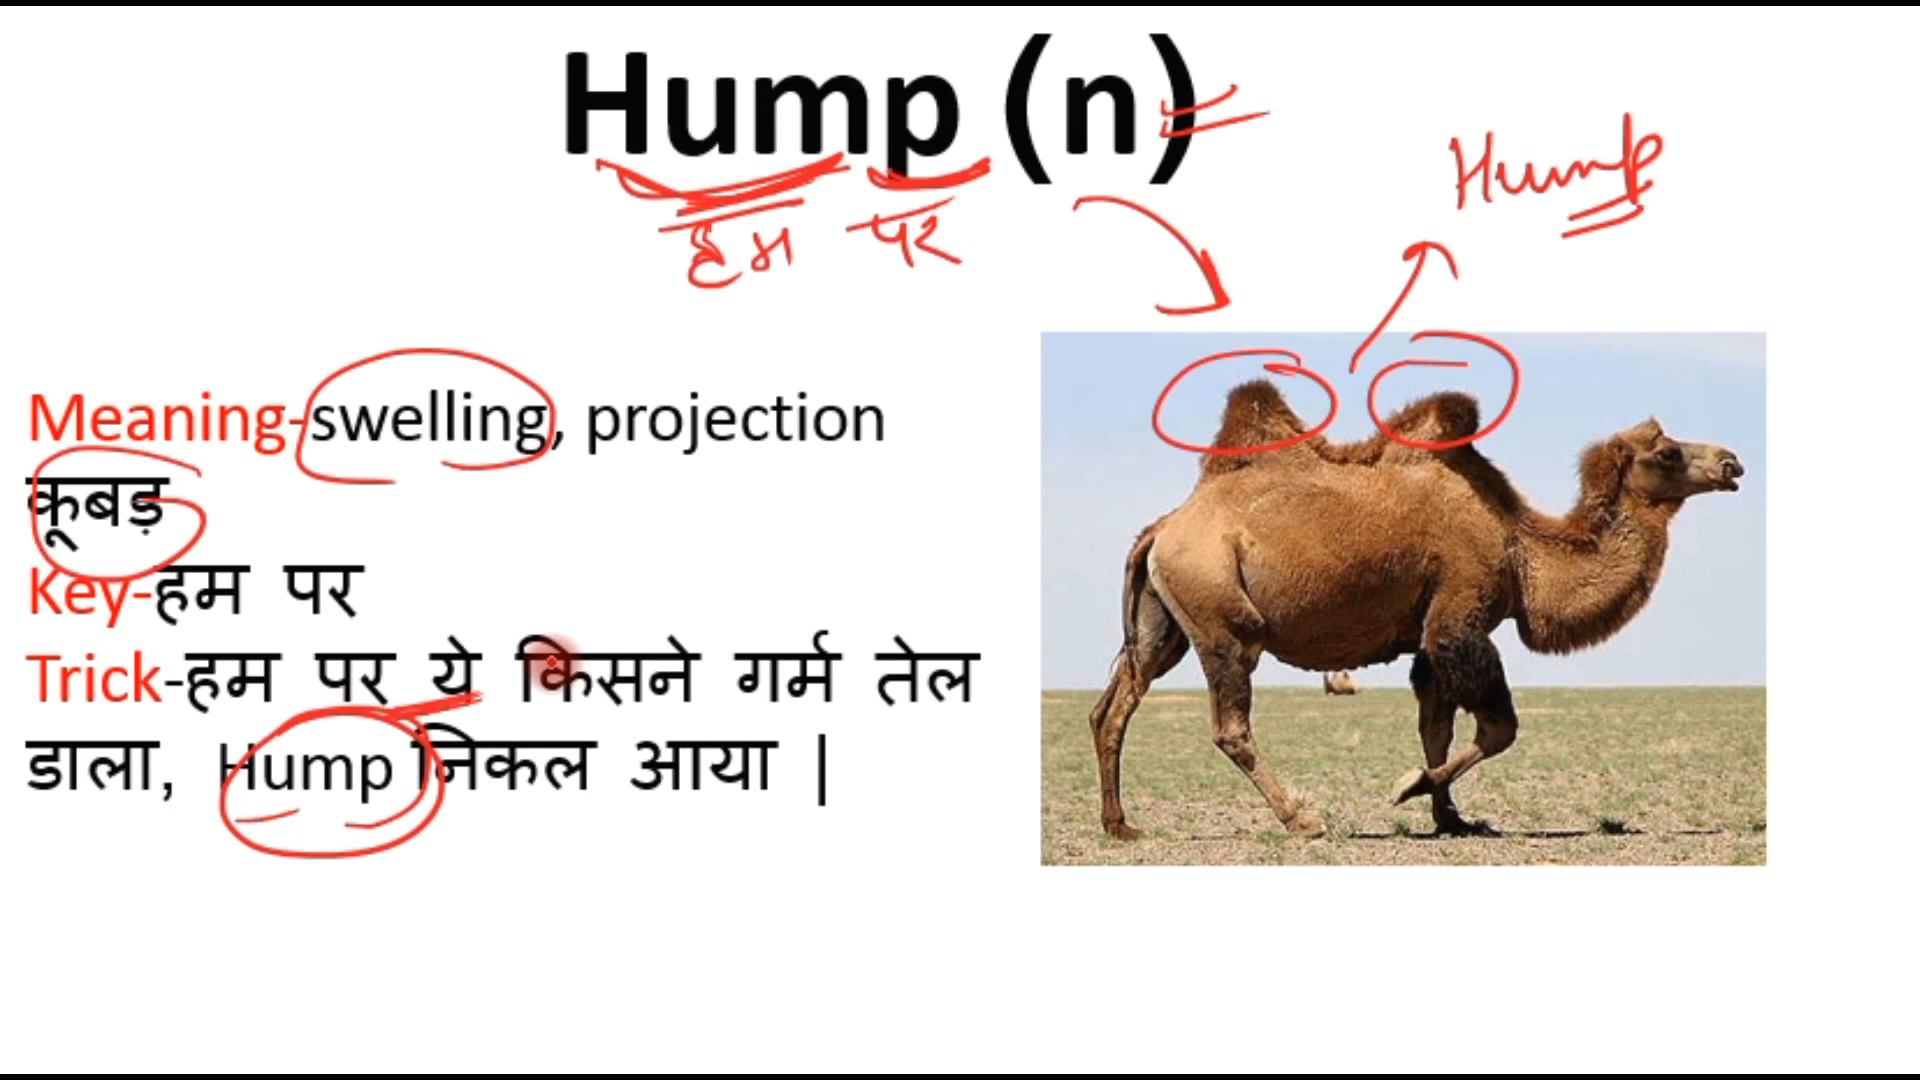 Hump (n)
Hump
हम पर
Meaning-swelling, projection
कूबड़
Key-हम पर
Trick-हम पर ये किसने गर्म तेल
डाला, Hump निकल आया |